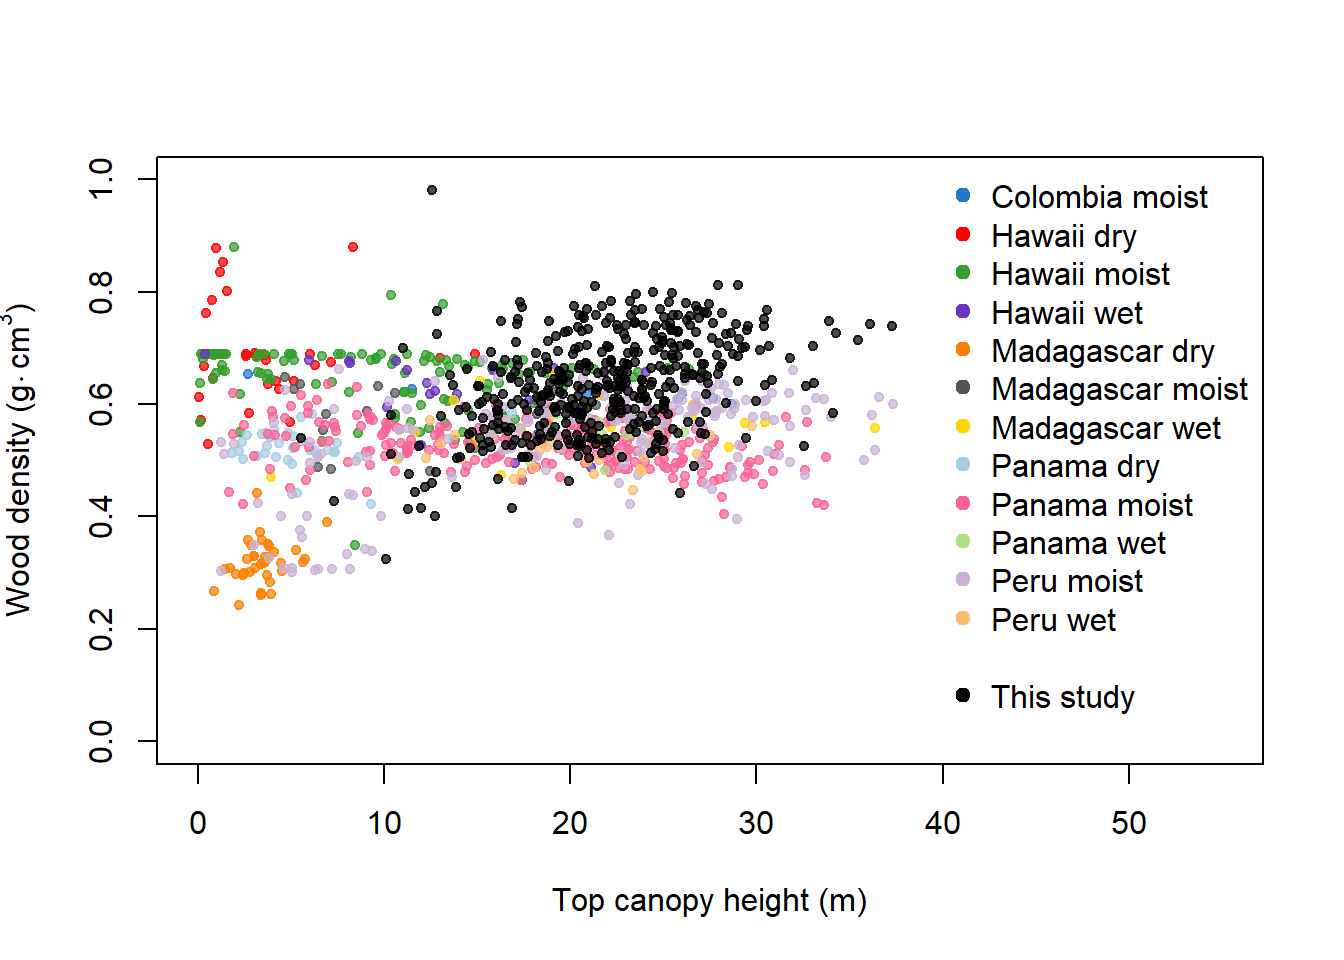 Wood density (g· cm³)
1.0
0.8
0.6
0.4
0.2
0.0
Colombia moist
Hawaii dry
Hawaii moist
Hawaii wet
Madagascar dry
Madagascar moist
Madagascar wet
Panama dry
Panama moist
Panama wet
Peru moist
Peru wet
This study
0 10 20 30 40 50
Top canopy height (m)